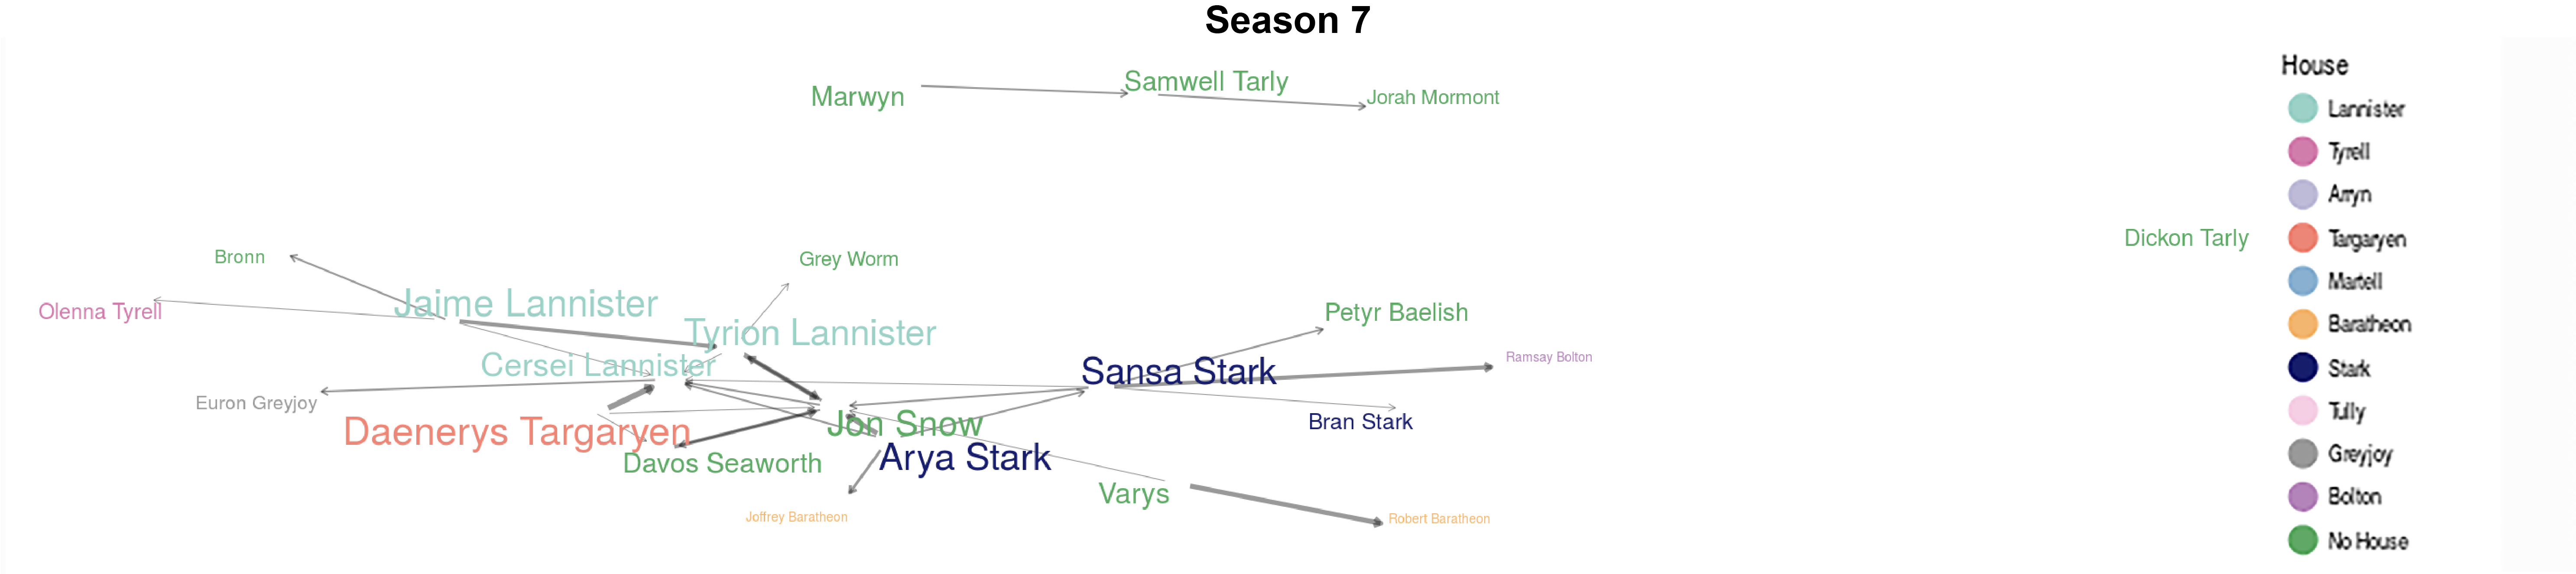 Season 7
Marwyn
Samwell Tarly
Jorah Mormont
Dickon Tarly
Bronn
Grey Worm
Olenna Tyrell
Jaime Lannister
Tyrion Lannister
Petyr Baelish
Cersei Lannister
Sansa Stark
Ramsay Bolton
Euron Greyjoy
Daenerys Targaryen
Jon Snow
Bran Stark
Davos Seaworth
Arya Stark
Varys
Joffrey Baratheon
Robert Baratheon
House
Lannister
Tyrell
Arryn
Targaryen
Martell
Baratheon
Stark
Tully
Greyjoy
Bolton
No House